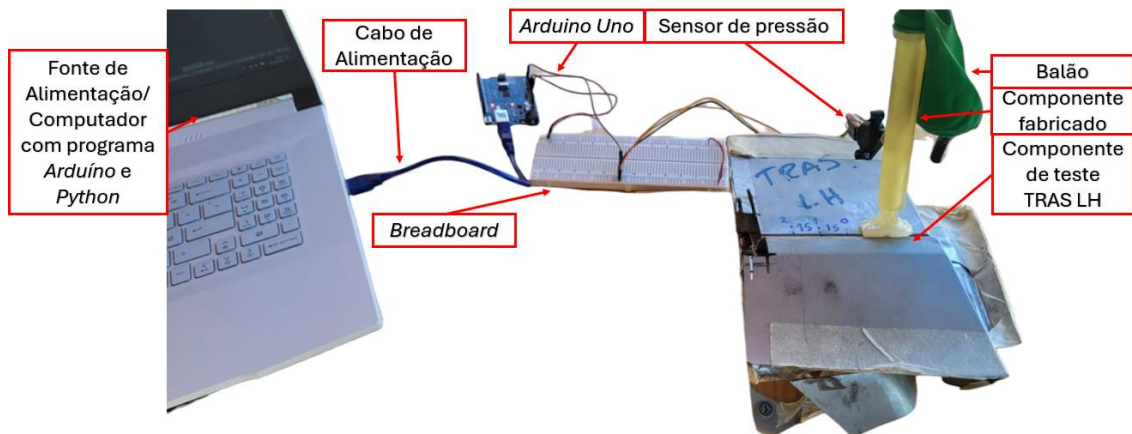 Fonte de
Alimentação/
Computador
com programa
Arduíno e
Python
Cabo de
Alimentação
Arduino Uno
Sensor de pressão
Breadboard
Balão
Componente
fabricado
Componente
de teste
TRAS LH
TRAS.
LH